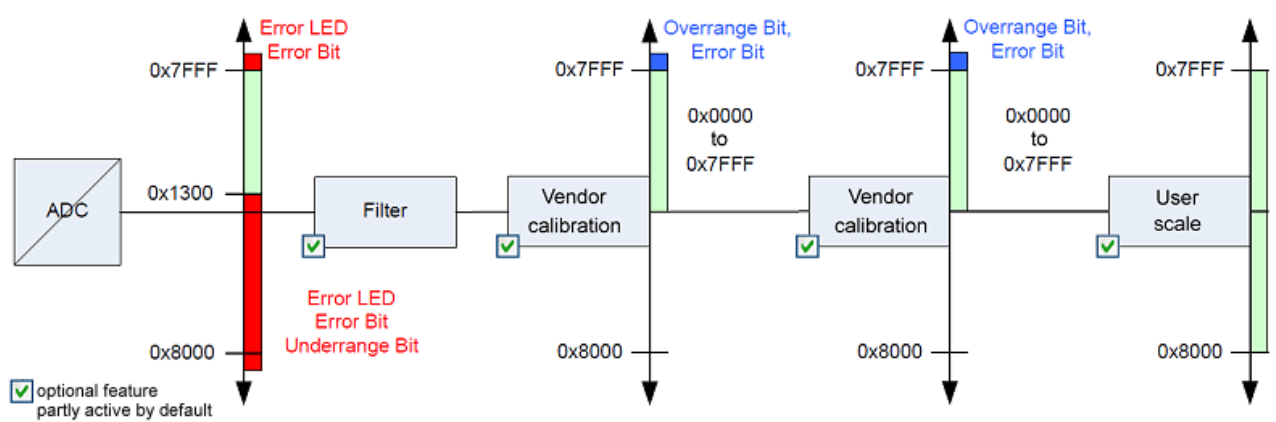 Error LED
Error Bit
0x7FFF
0x1300
0x8000
ADC
Error LED
Error Bit
Underrange Bit
Filter
Overrange Bit,
Error Bit
0x7FFF
0x0000
to
0x7FFF
Vendor
calibration
0x8000
Overrange Bit,
Error Bit
0x7FFF
0x0000
to
0x7FFF
Vendor
calibration
0x8000
0x7FFF
User
scale
0x8000
optional feature
partly active by default